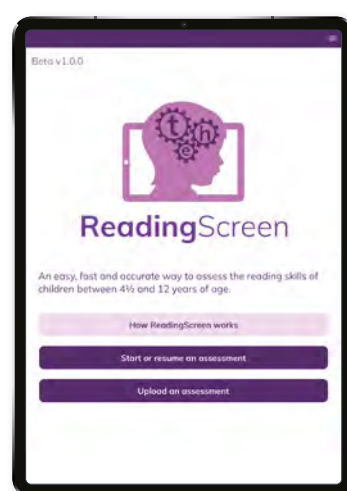 Beta v1.0.0
t h
e
ReadingScreen
An easy, fast and accurate way to assess the reading skills of
children between 4½ and 12 years of age.
How ReadingScreen works
Start or resume an assessment
Upload an assessment